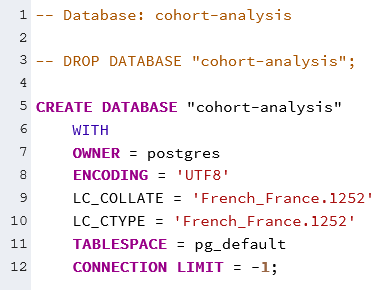 1 -- Database: cohort-analysis
2
3 -- DROP DATABASE "cohort-analysis";
4
5 CREATE DATABASE "cohort-analysis"
6     WITH
7     OWNER = postgres
8     ENCODING = 'UTF8'
9     LC_COLLATE = 'French_France.1252'
10     LC_CTYPE = 'French_France.1252'
11     TABLESPACE = pg_default
12     CONNECTION LIMIT = -1;